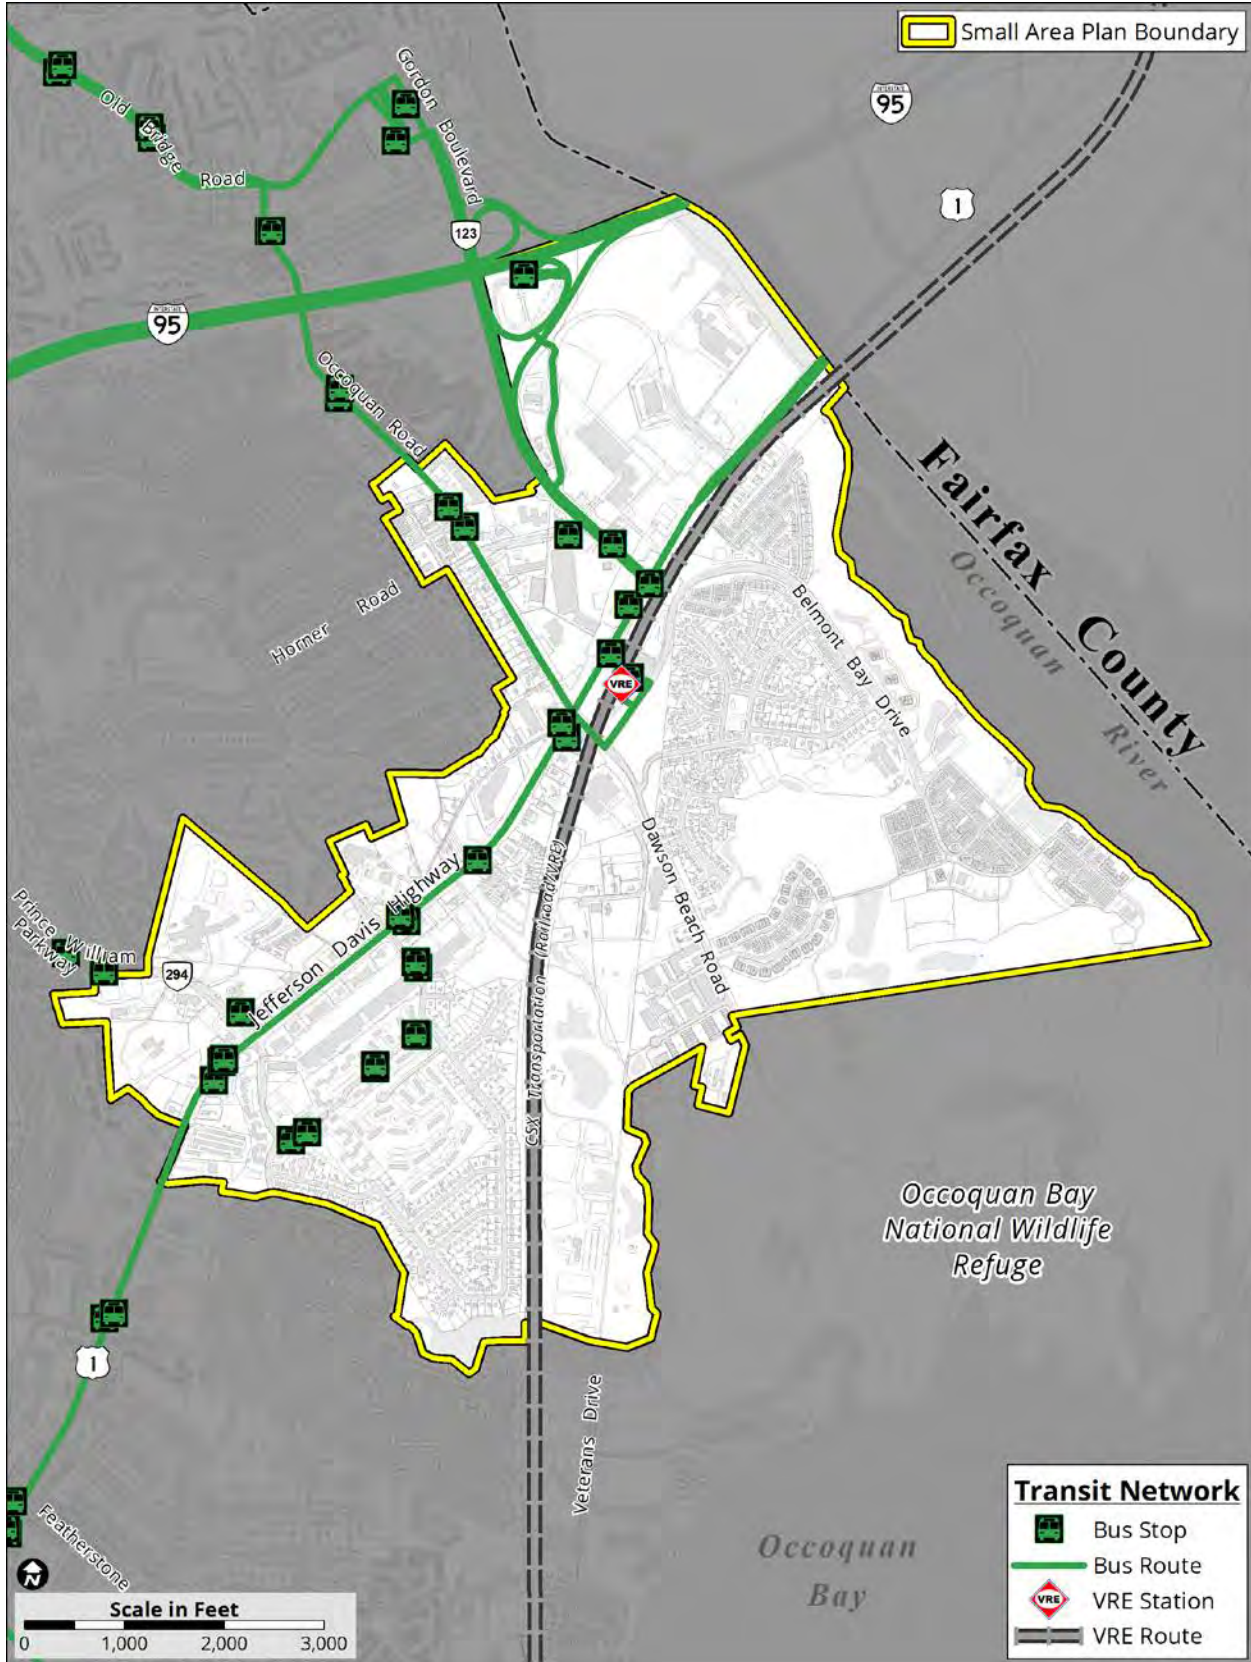 Small Area Plan Boundary
INTERSTATE
95
1
Gordon Boulevard
Old Bridge Road
123
INTERSTATE
95
Occoquan Road
Fairfax County
Occoquan River
Horner Road
Belmont Bay Drive
VRE
Dawson Beach Road
Jefferson Davis Highway
CSX Transportation (Railroad/VRE)
Prince William
Parkway
294
Occoquan Bay
National Wildlife
Refuge
1
Veterans Drive
Featherstone
Occoquan
Bay
N
Scale in Feet
0 1,000 2,000 3,000
Transit Network
Bus Stop
Bus Route
VRE
VRE Station
VRE Route